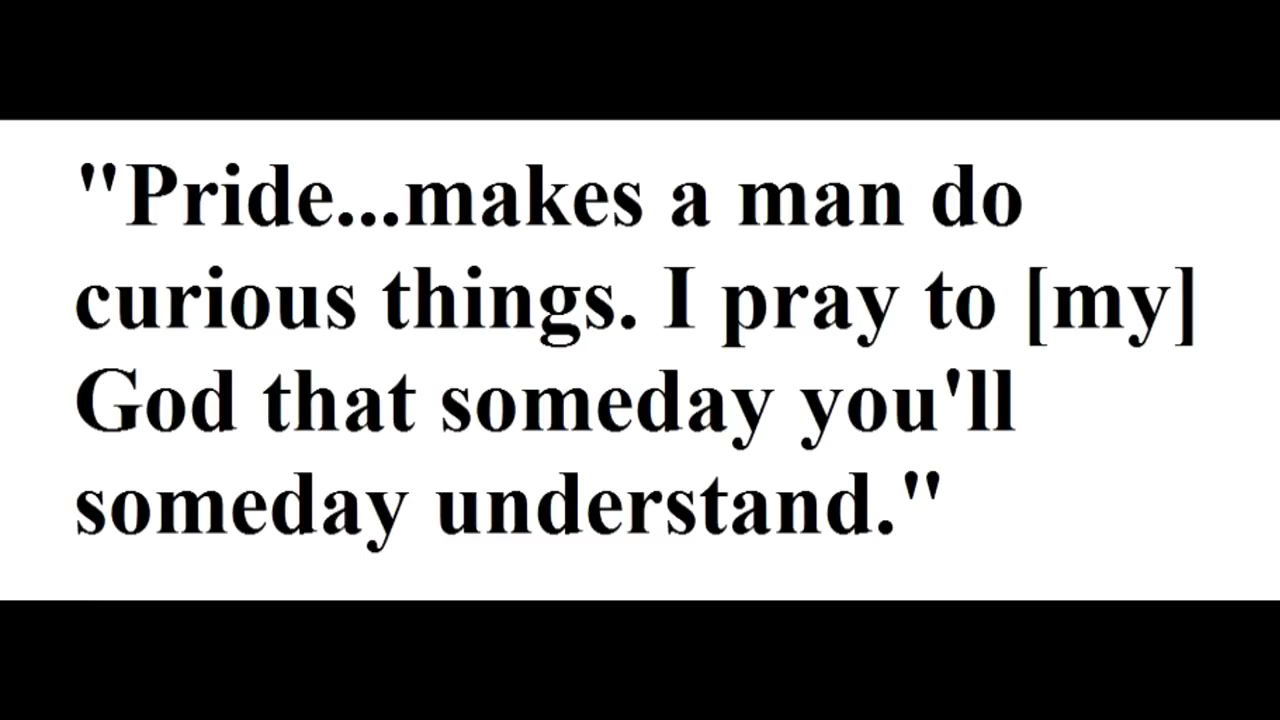 "Pride...makes a man do
curious things. I pray to [my]
God that someday you'll
someday understand."